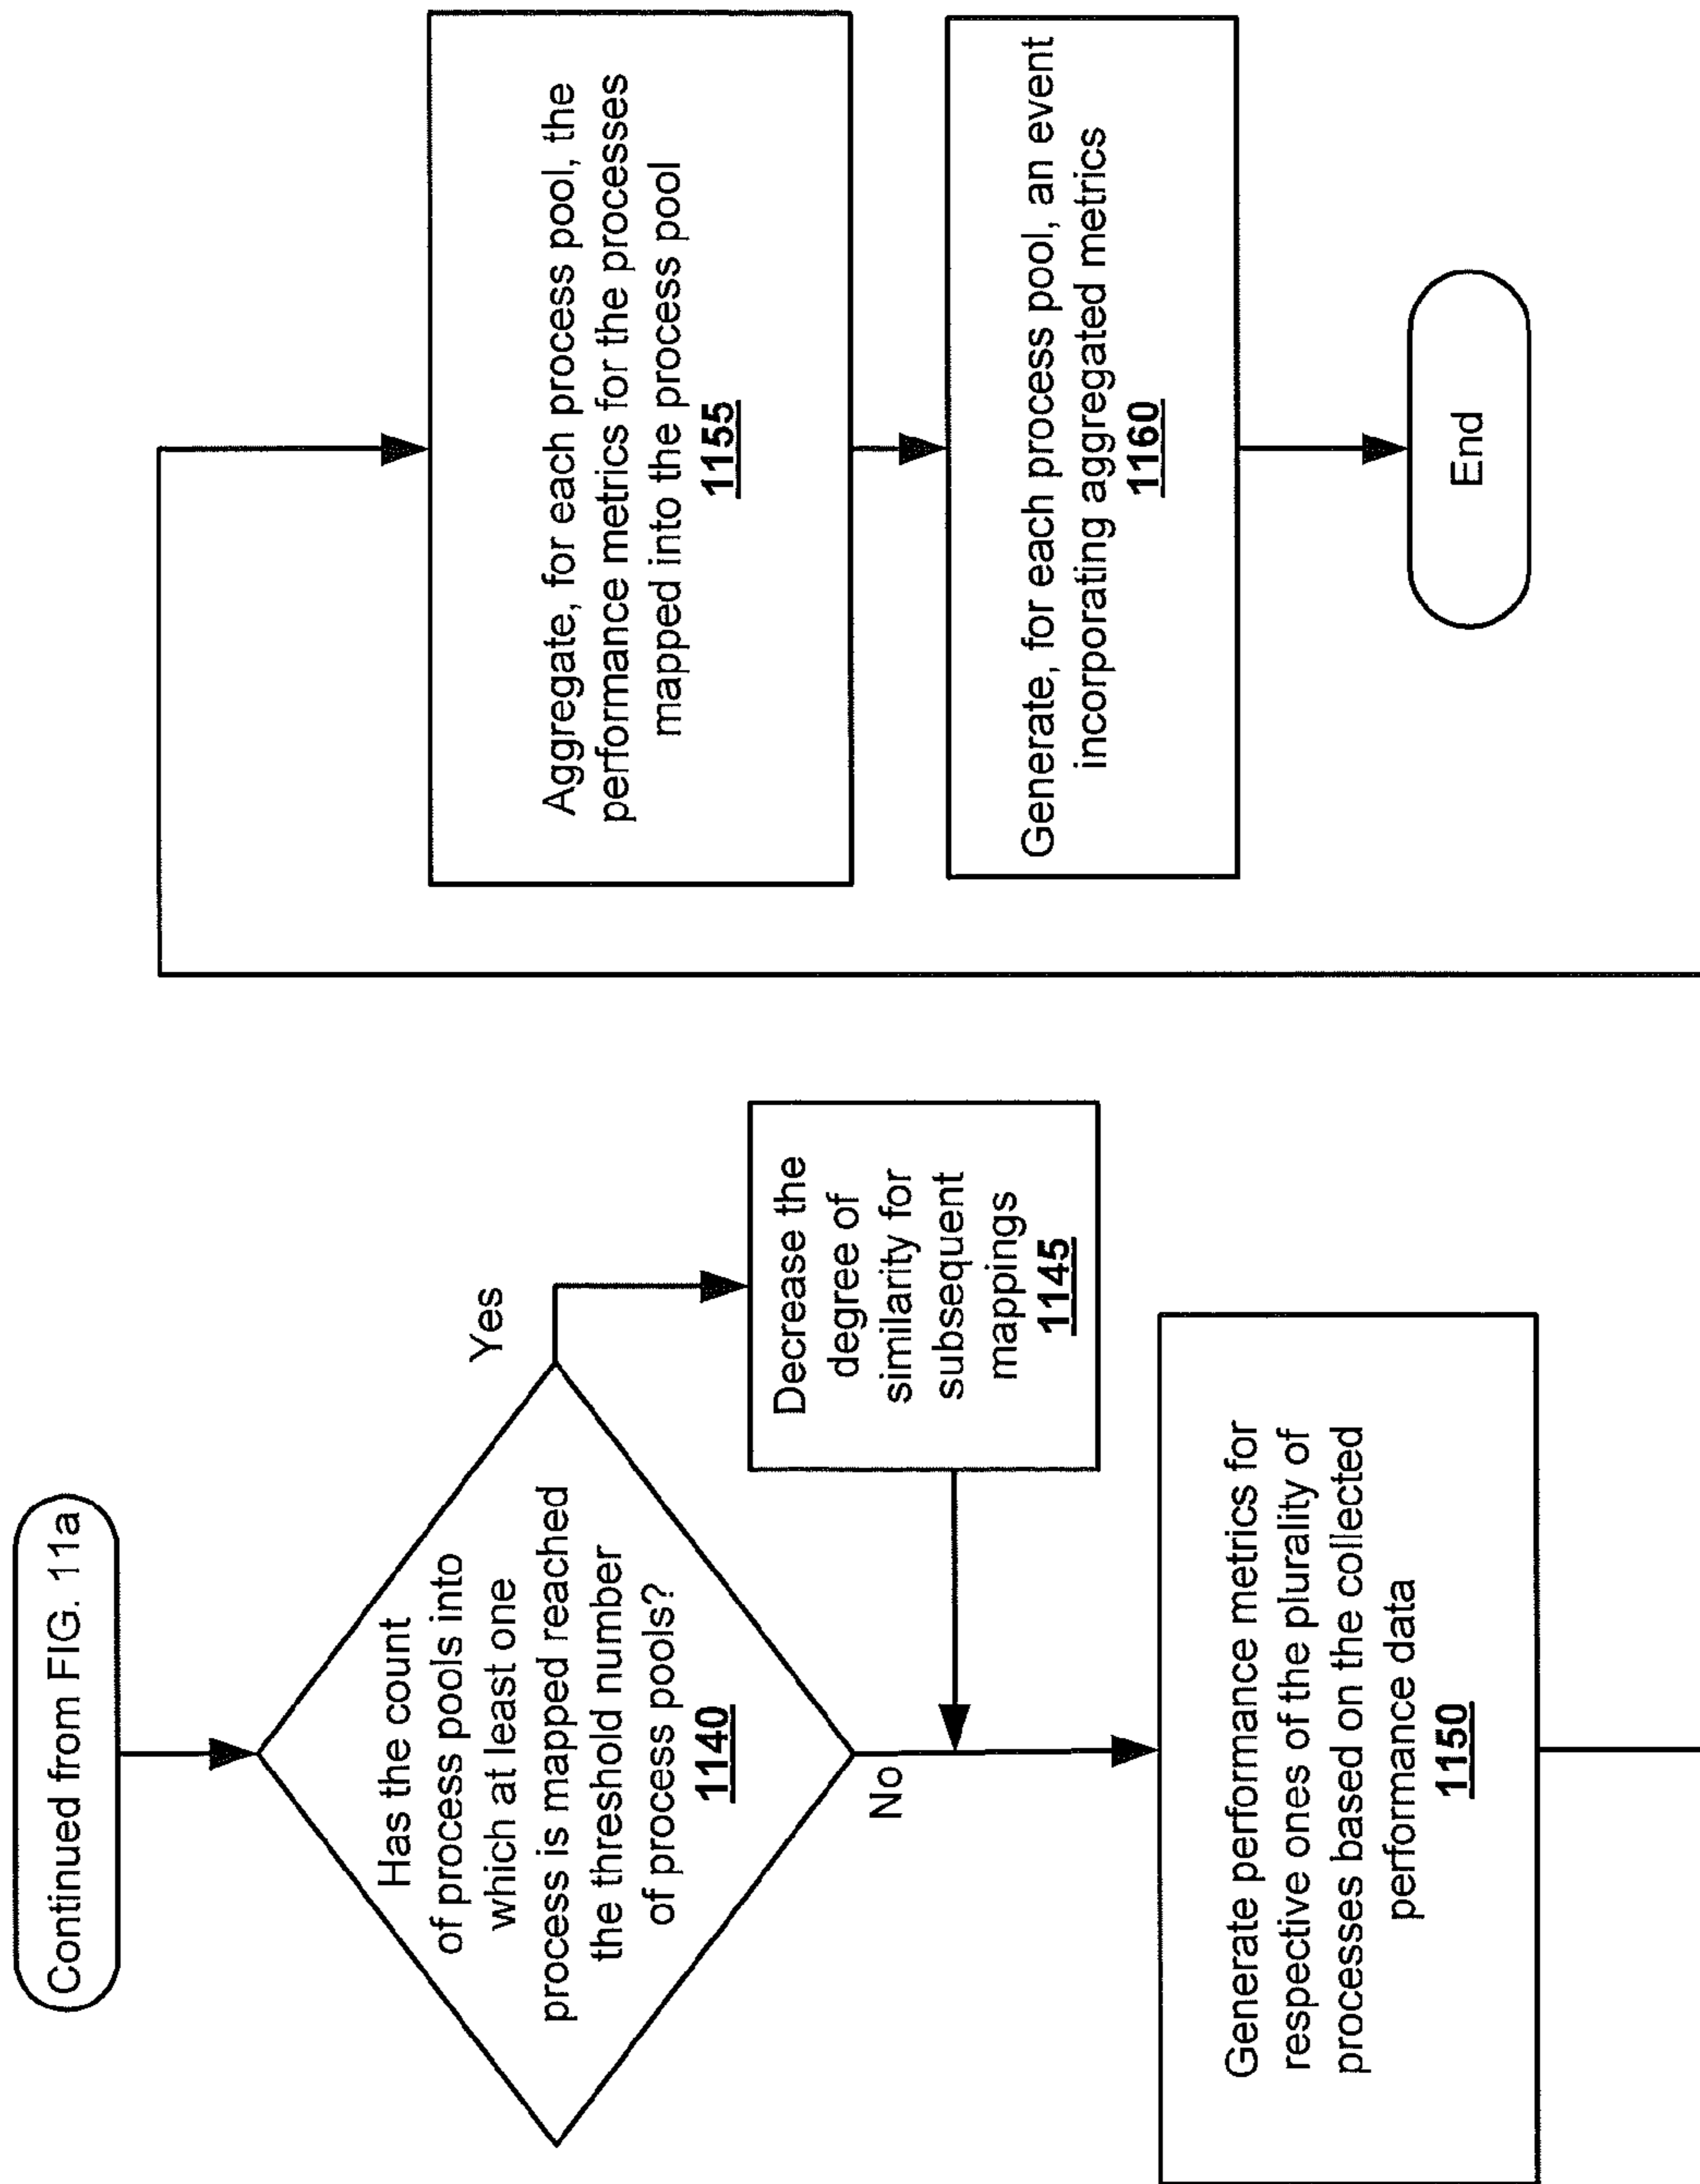 Continued from FIG. 11a
Has the count
of process pools into
which at least one
process is mapped reached
the threshold number
of process pools?
1140
Yes
No
Decrease the
degree of
similarity for
subsequent
mappings
1145
Generate performance metrics for
respective ones of the plurality of
processes based on the collected
performance data
1150
Aggregate, for each process pool, the
performance metrics for the processes
mapped into the process pool
1155
Generate, for each process pool, an event
incorporating aggregated metrics
1160
End